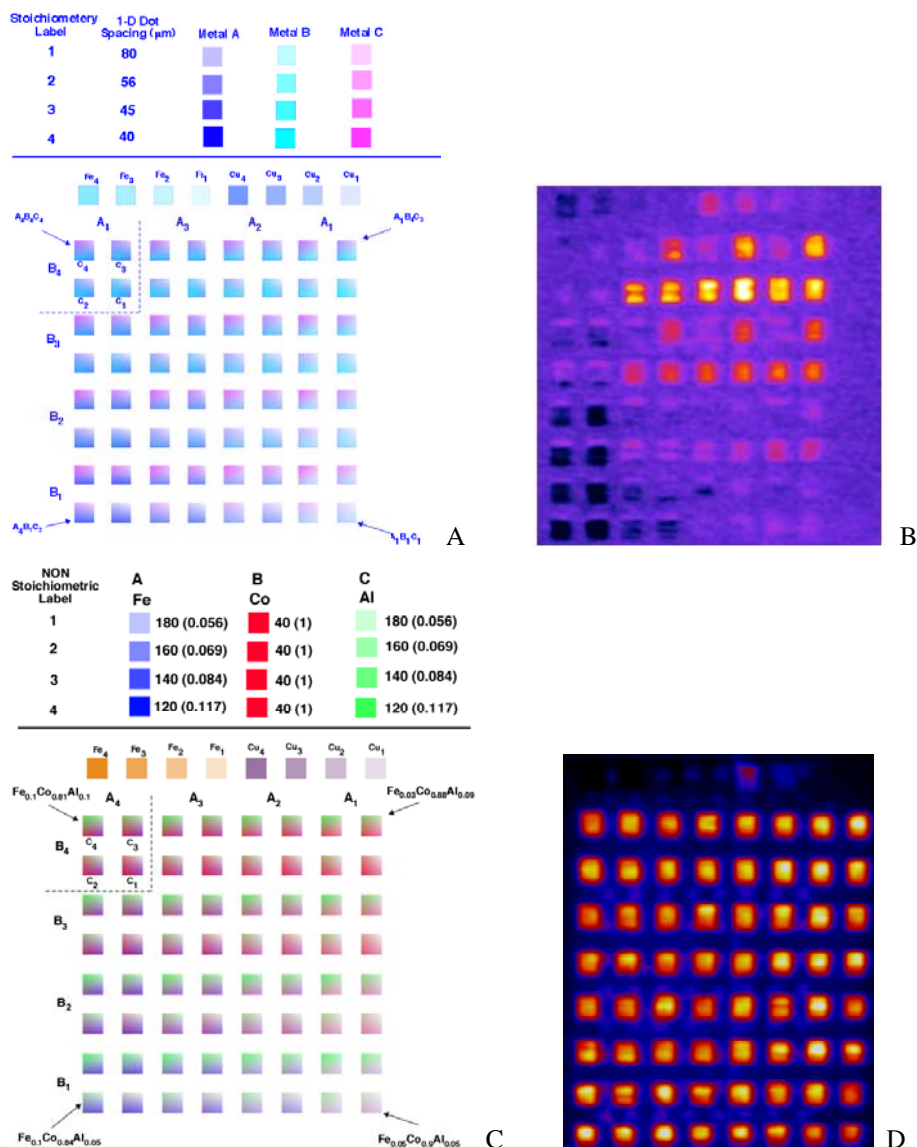 Stoichiometery Label 1-D Dot Spacing (μm) Metal A Metal B Metal C
1 80
2 56
3 45
4 40
Fe4 Fe3 Fe2 Fe1 Cu4 Cu3 Cu2 Cu1
A4B4C4 A4 A3 A2 A1 A1B4C3
B4 C4 C3
C2 C1
B3
B2
B1
A4B1C2 A1B1C1
A B
NON Stoichiometric Label A Fe B Co C Al
1 180 (0.056) 40 (1) 180 (0.056)
2 160 (0.069) 40 (1) 160 (0.069)
3 140 (0.084) 40 (1) 140 (0.084)
4 120 (0.117) 40 (1) 120 (0.117)
Fe4 Fe3 Fe2 Fe1 Cu4 Cu3 Cu2 Cu1
Fe0.1Co0.81Al0.1 A4 A3 A2 A1 Fe0.03Co0.88Al0.09
B4 C4 C3
C2 C1
B3
B2
B1
Fe0.1Co0.84Al0.05 Fe0.05Co0.9Al0.05
C D